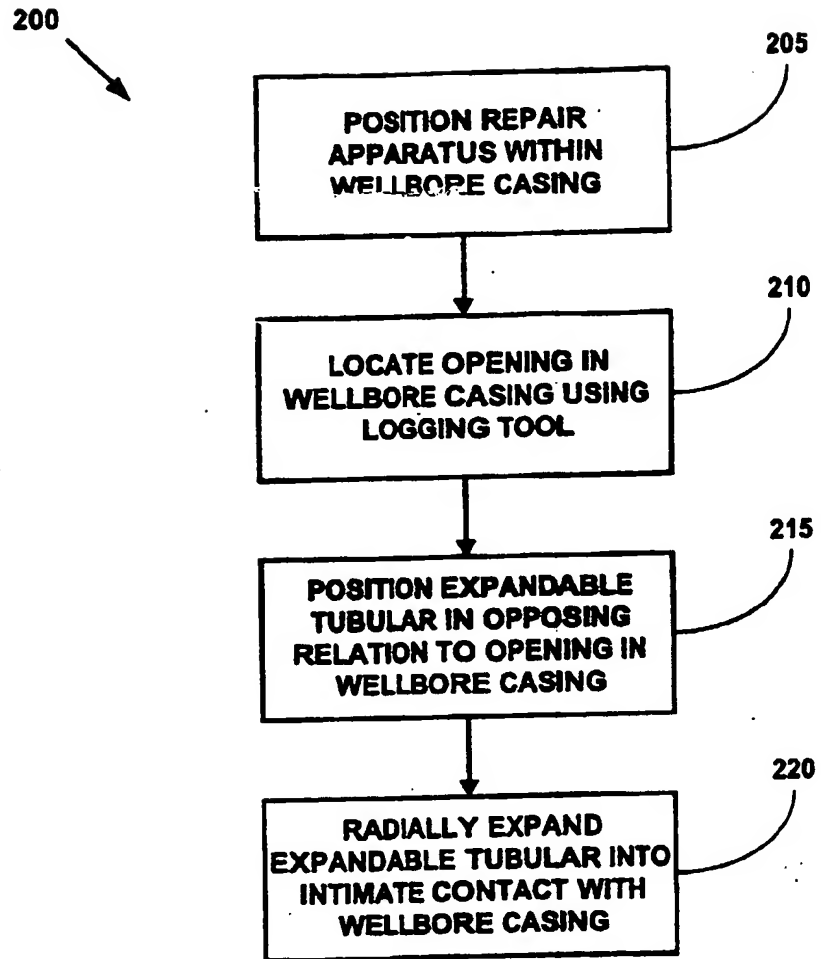 200
205
POSITION REPAIR
APPARATUS WITHIN
WELLBORE CASING
210
LOCATE OPENING IN
WELLBORE CASING USING
LOGGING TOOL
215
POSITION EXPANDABLE
TUBULAR IN OPPOSING
RELATION TO OPENING IN
WELLBORE CASING
220
RADIALLY EXPAND
EXPANDABLE TUBULAR INTO
INTIMATE CONTACT WITH
WELLBORE CASING